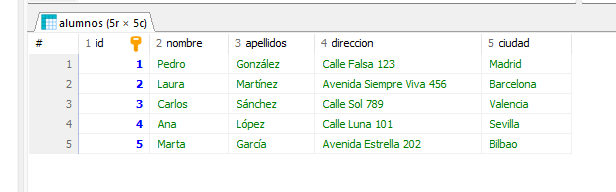 alumnos (5r × 5c)
# 1 id 2 nombre 3 apellidos 4 direccion 5 ciudad
1 1 Pedro González Calle Falsa 123 Madrid
2 2 Laura Martínez Avenida Siempre Viva 456 Barcelona
3 3 Carlos Sánchez Calle Sol 789 Valencia
4 4 Ana López Calle Luna 101 Sevilla
5 5 Marta García Avenida Estrella 202 Bilbao